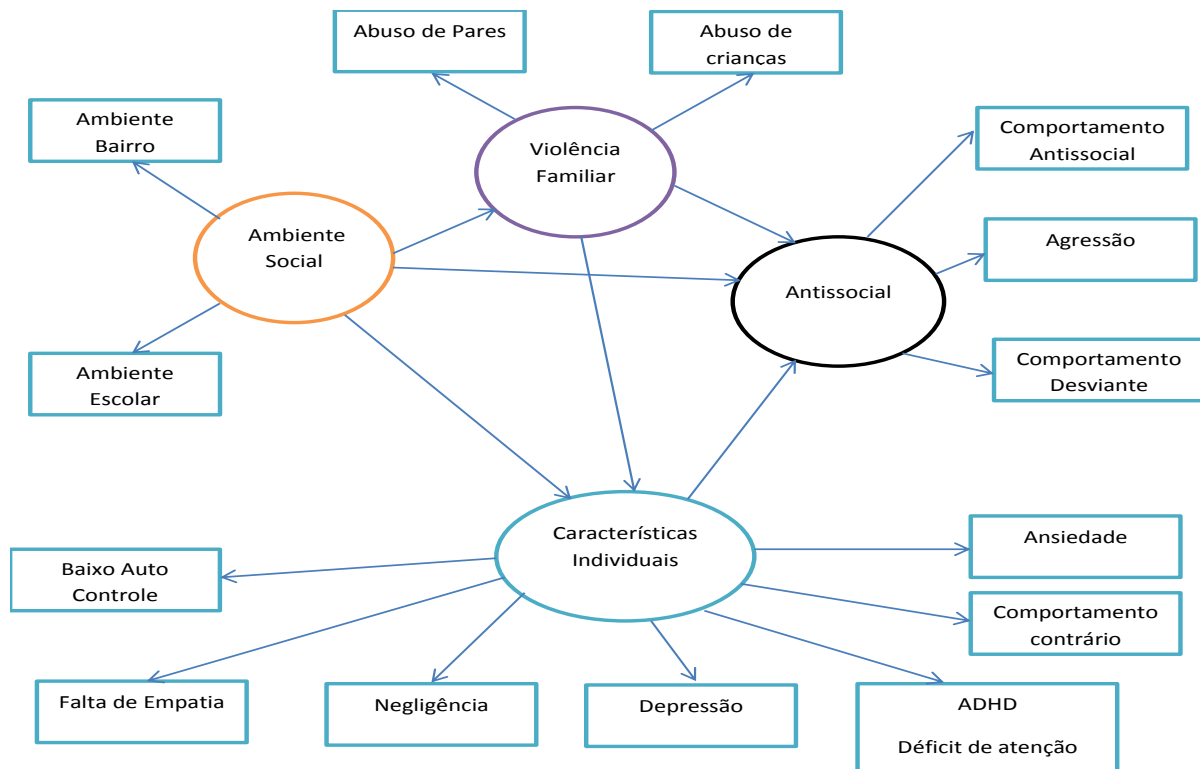 Abuso de Pares
Abuso de
crianças
Ambiente
Bairro
Violência
Familiar
Comportamento
Antissocial
Ambiente
Social
Agressão
Antissocial
Ambiente
Escolar
Comportamento
Desviante
Características
Individuais
Ansiedade
Baixo Auto
Controle
Comportamento
contrário
Falta de Empatia
Negligência
Depressão
ADHD
Déficit de atenção